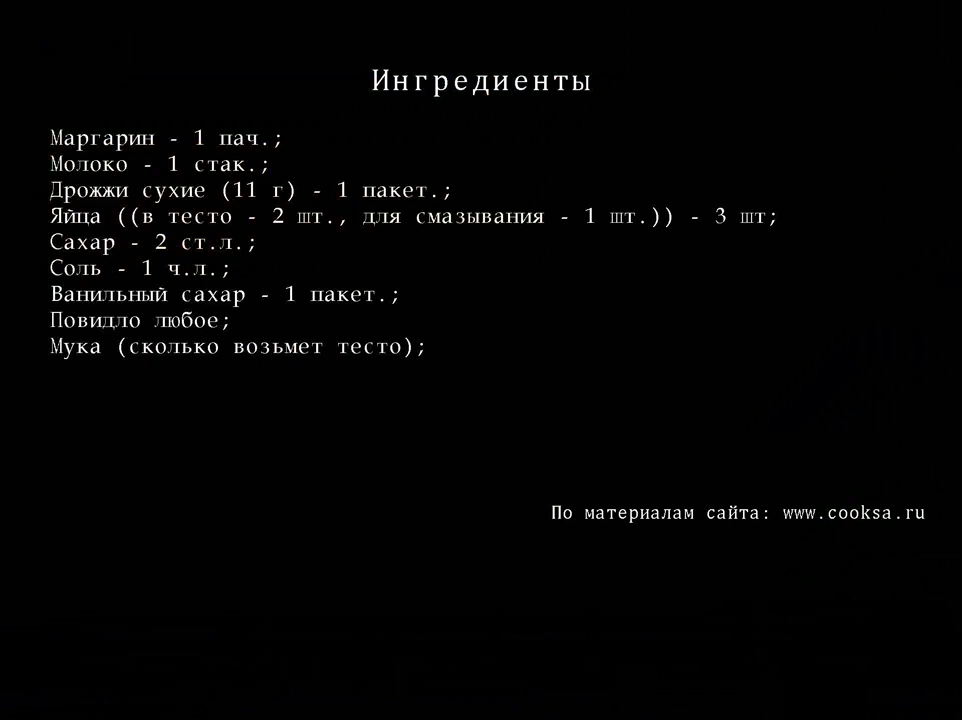 Ингредиенты
Маргарин - 1 пач.;
Молоко - 1 стак.;
Дрожжи сухие (11 г) - 1 пакет.;
Яйца ((в тесто - 2 шт., для смазывания - 1 шт.)) - 3 шт;
Сахар - 2 ст.л.;
Соль - 1 ч.л.;
Ванильный сахар - 1 пакет.;
Повидло любое;
Мука (сколько возьмет тесто);
По материалам сайта: www.cooksa.ru